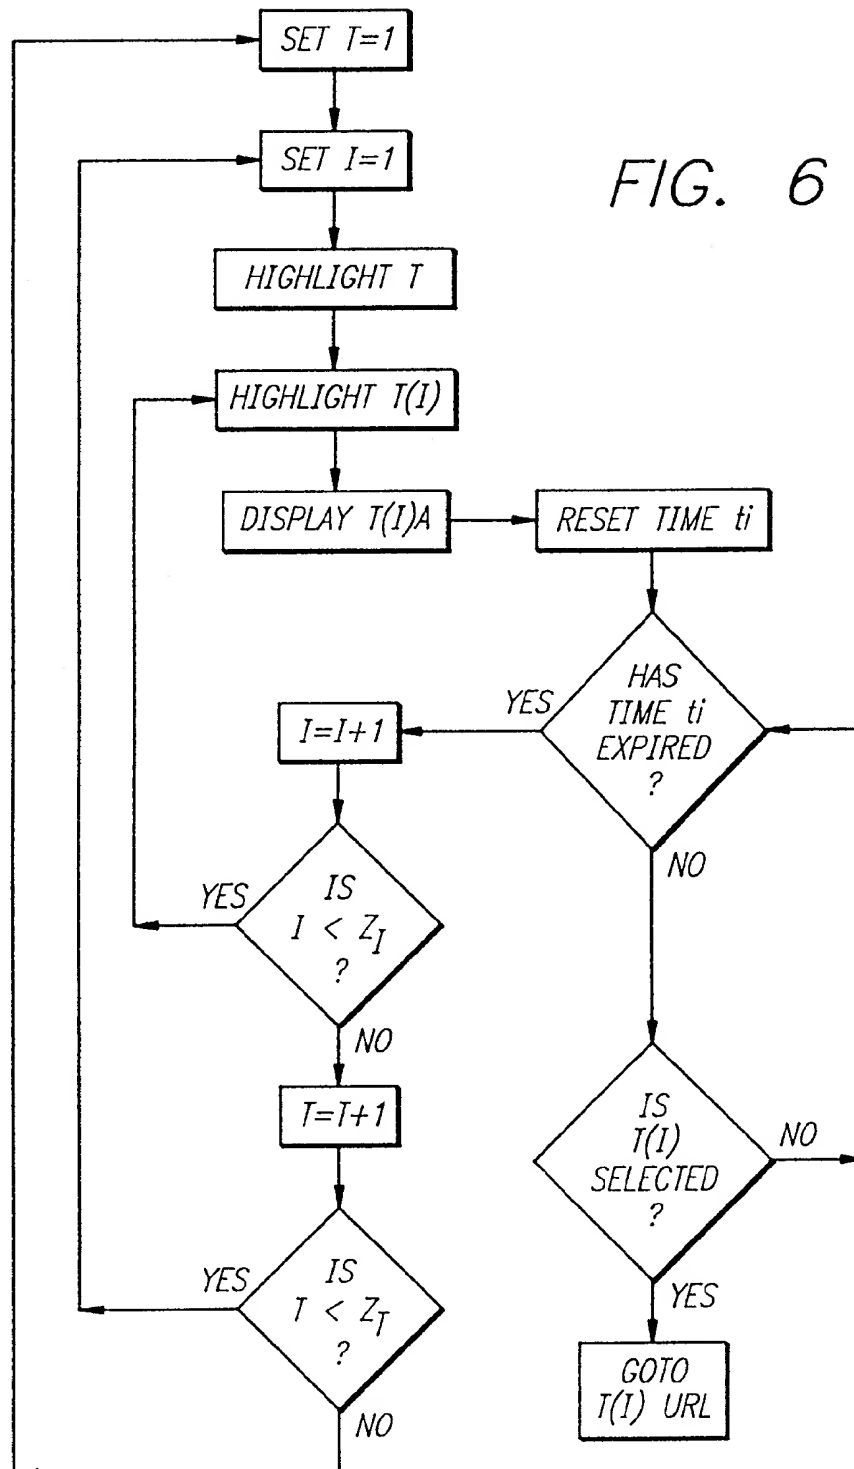 SET T=1
SET I=1
FIG. 6
HIGHLIGHT T
HIGHLIGHT T(I)
DISPLAY T(I)A
RESET TIME ti
HAS
TIME ti
EXPIRED
?
YES
NO
I=I+1
IS
I < Z_I
?
YES
NO
T=T+1
IS
T(I)
SELECTED
?
NO
YES
IS
T < Z_T
?
YES
NO
GOTO
T(I) URL